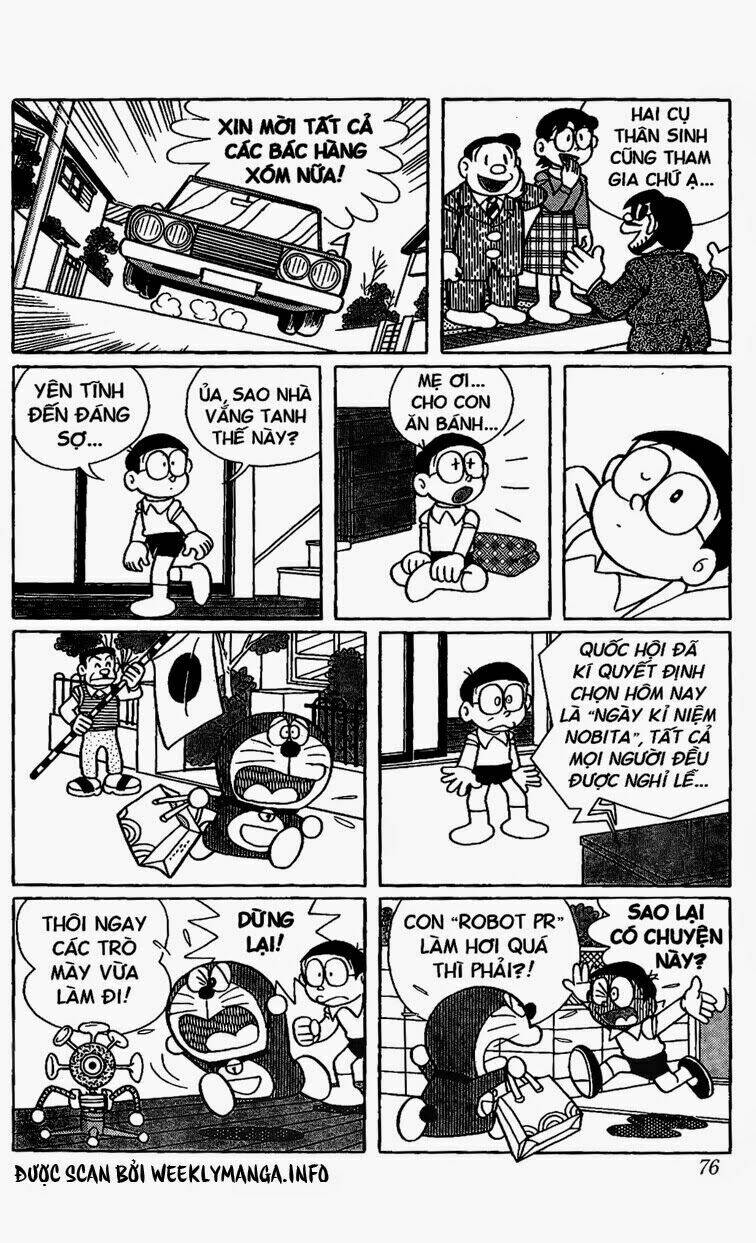 HAI CỤ
THÂN SINH
CŨNG THAM
GIA CHỨ Ạ...
XIN MỜI TẤT CẢ
CÁC BÁC HÀNG
XÓM NỮA!
MẸ ƠI...
CHO CON
ĂN BÁNH...
ỦA, SAO NHÀ
VẮNG TANH
THẾ NÀY?
YÊN TĨNH
ĐẾN ĐÁNG
SỢ...
QUỐC HỘI ĐÃ
KÍ QUYẾT ĐỊNH
CHỌN HÔM NAY
LÀ "NGÀY KỈ NIỆM
NOBITA", TẤT CẢ
MỌI NGƯỜI ĐỀU
ĐƯỢC NGHỈ LỄ...
SAO LẠI
CÓ CHUYỆN
NÀY?
CON "ROBOT PR"
LÀM HƠI QUÁ
THÌ PHẢI?!
DỪNG
LẠI!
THÔI NGAY
CÁC TRÒ
MÀY VỪA
LÀM ĐI!
ĐƯỢC SCAN BỞI WEEKLYMANGA.INFO
76